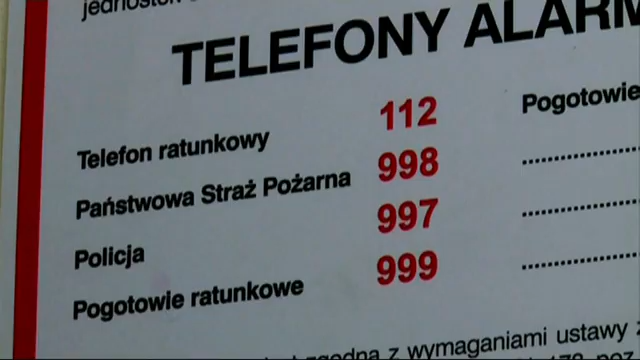 TELEFONY ALARM
Telefon ratunkowy 112 Pogotowie
Państwowa Straż Pożarna 998
Policja 997
Pogotowie ratunkowe 999
z wymaganiami ustawy z